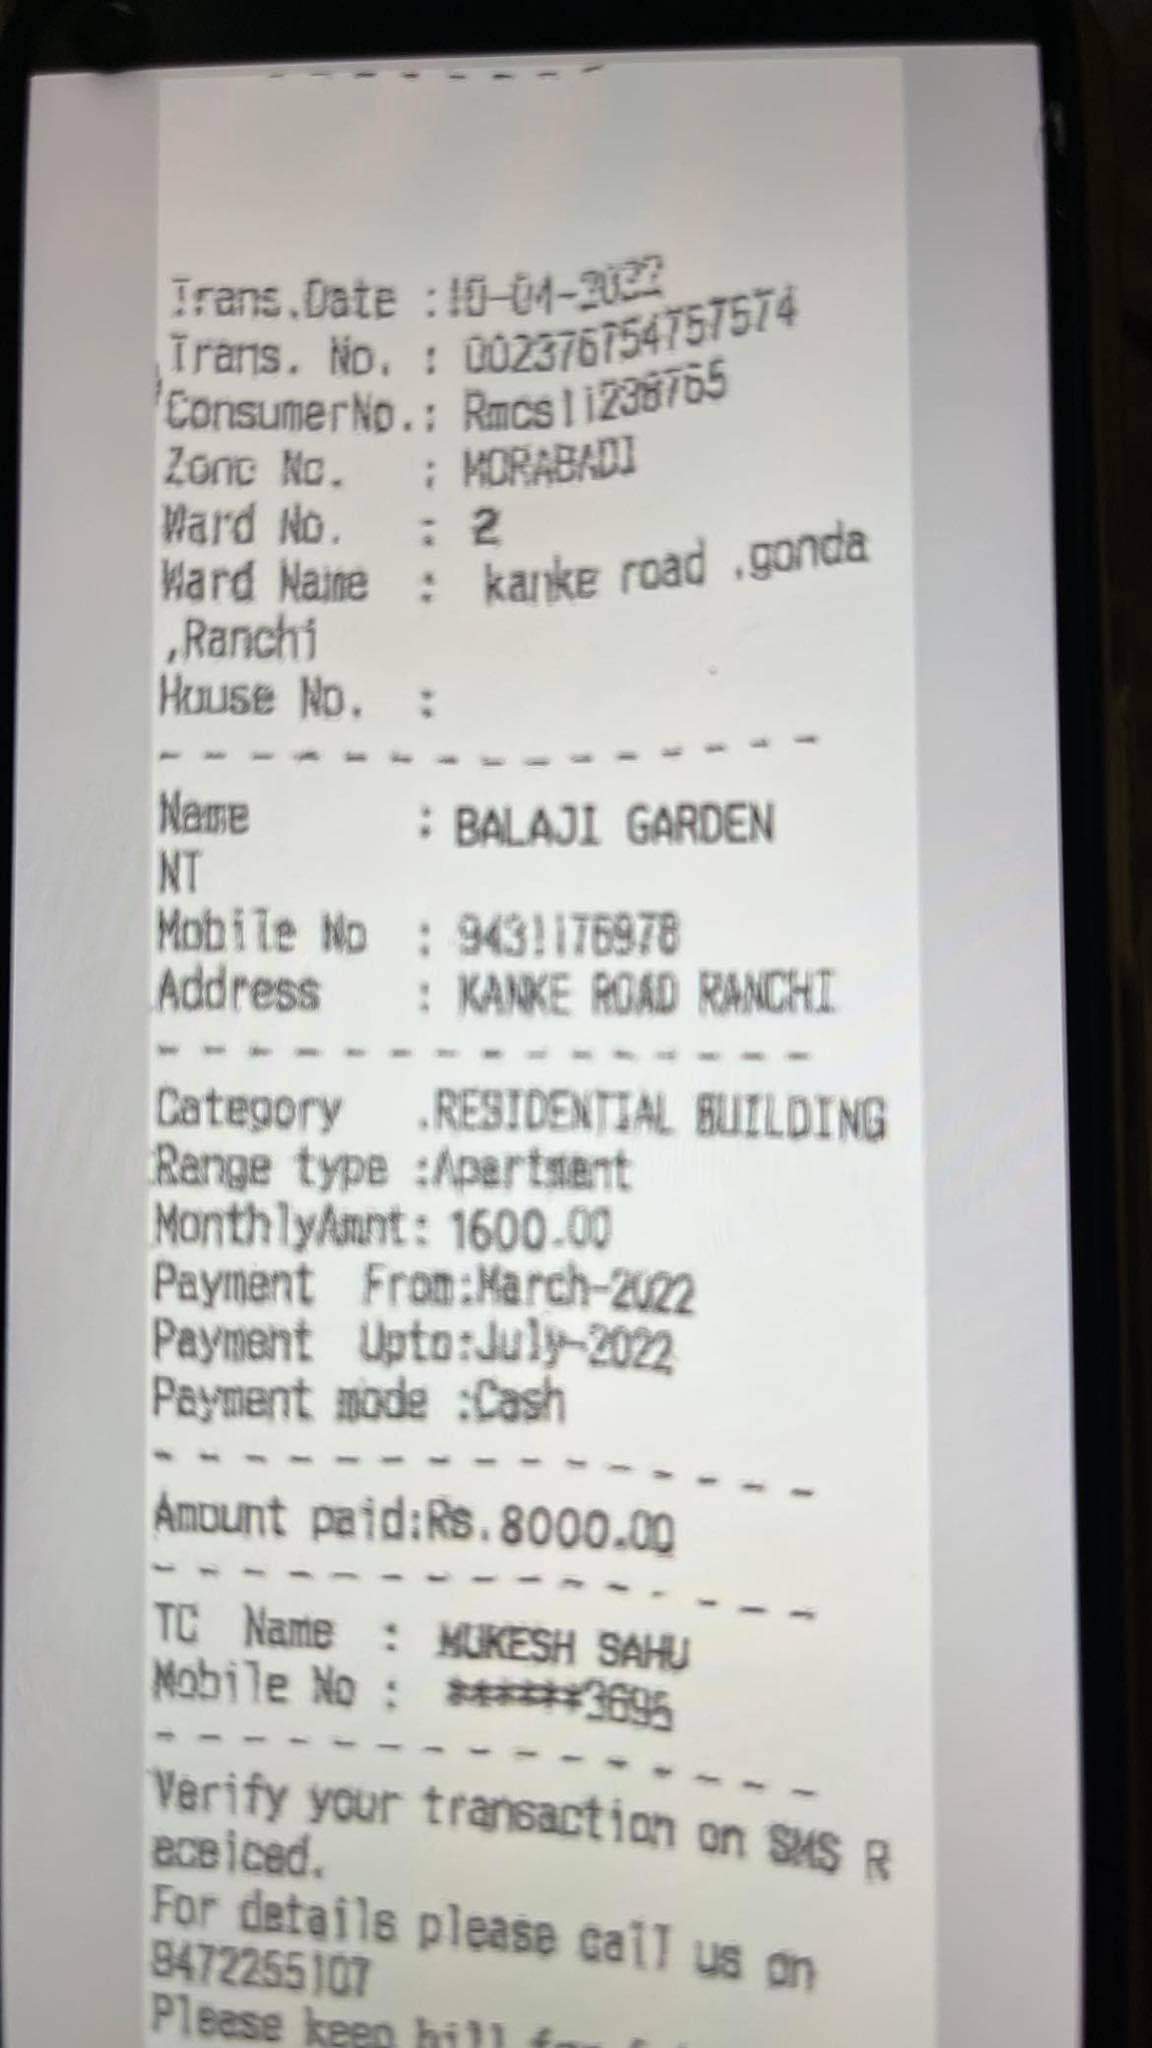 Trans.Date :10-04-2022
Trans. No. : 002376754757574
ConsumerNo.: Rmcsli238765
Zone No. : MORABADI
Ward No. : 2
Ward Name : kanke road ,gonda
,Ranchi
House No. :
- - - - - - - - - - - - - - -
Name : BALAJI GARDEN
NT
Mobile No : 9431176978
Address : KANKE ROAD RANCHI
- - - - - - - - - - - - - - -
Category .RESIDENTIAL BUILDING
Range type :Apartment
MonthlyAmnt: 1600.00
Payment From:March-2022
Payment Upto:July-2022
Payment mode :Cash
- - - - - - - - - - - - - - -
Amount paid:Rs.8000.00
- - - - - - - - - - - - - - -
TC Name : MUKESH SAHU
Mobile No : ******3695
- - - - - - - - - - - - - - -
Verify your transaction on SMS R
eceiced.
For details please call us on
9472255107
Please keep bill for